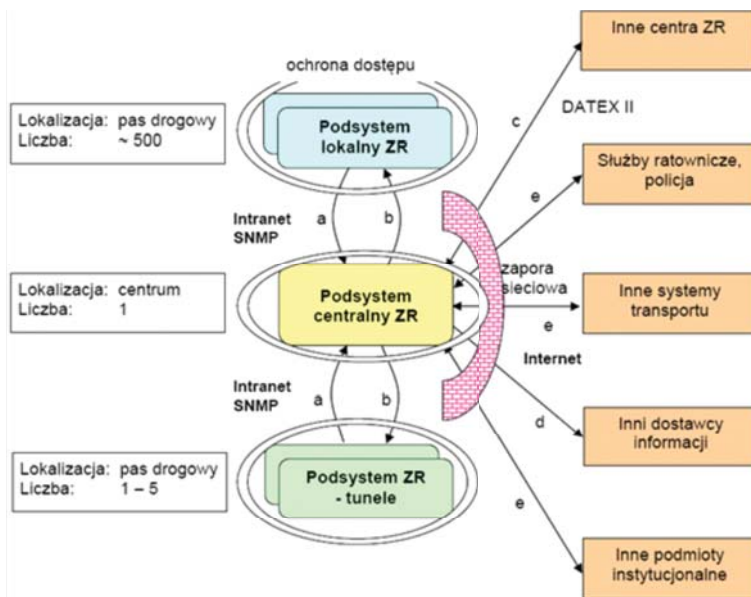 Inne centra ZR
ochrona dostępu
c
DATEX II
Lokalizacja: pas drogowy
Liczba: ~ 500
Podsystem
lokalny ZR
Służby ratownicze,
policja
e
Intranet
SNMP
a
b
Lokalizacja: centrum
Liczba: 1
Podsystem
centralny ZR
zapora
sieciowa
Inne systemy
transportu
e
Internet
Intranet
SNMP
a
b
d
Inni dostawcy
informacji
Lokalizacja: pas drogowy
Liczba: 1 – 5
Podsystem ZR
- tunele
e
Inne podmioty
instytucjonalne